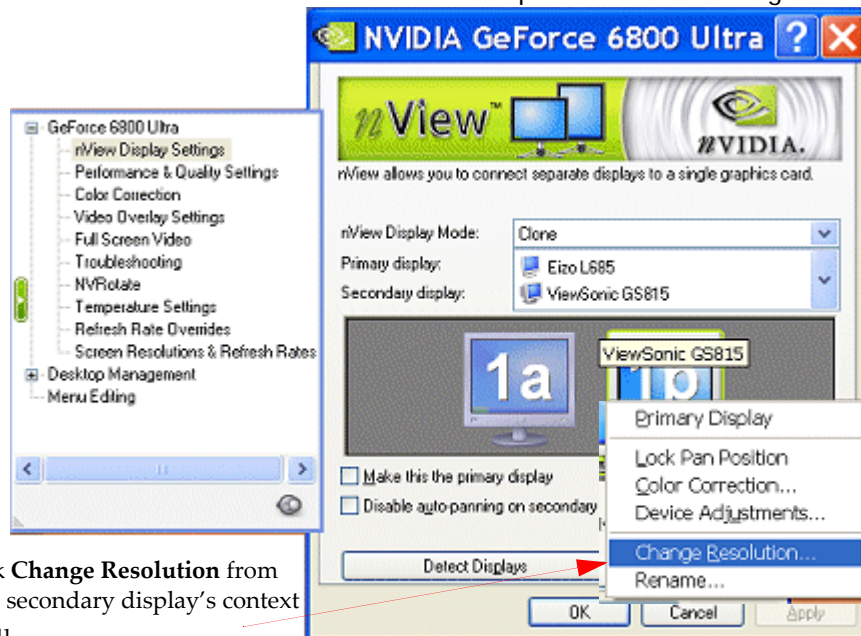 NVIDIA GeForce 6800 Ultra
nView™
NVIDIA.
nView allows you to connect separate displays to a single graphics card.
GeForce 6800 Ultra
nView Display Settings
Performance & Quality Settings
Color Correction
Video Overlay Settings
Full Screen Video
Troubleshooting
NVRotate
Temperature Settings
Refresh Rate Overrides
Screen Resolutions & Refresh Rates
Desktop Management
Menu Editing
nView Display Mode:
Clone
Primary display:
Eizo L685
Secondary display:
ViewSonic GS815
1a
1b
ViewSonic GS815
Primary Display
Lock Pan Position
Color Correction...
Device Adjustments...
Change Resolution...
Rename...
Make this the primary display
Disable auto-panning on secondary
Detect Displays
OK
Cancel
Apply
Change Resolution from
secondary display's context